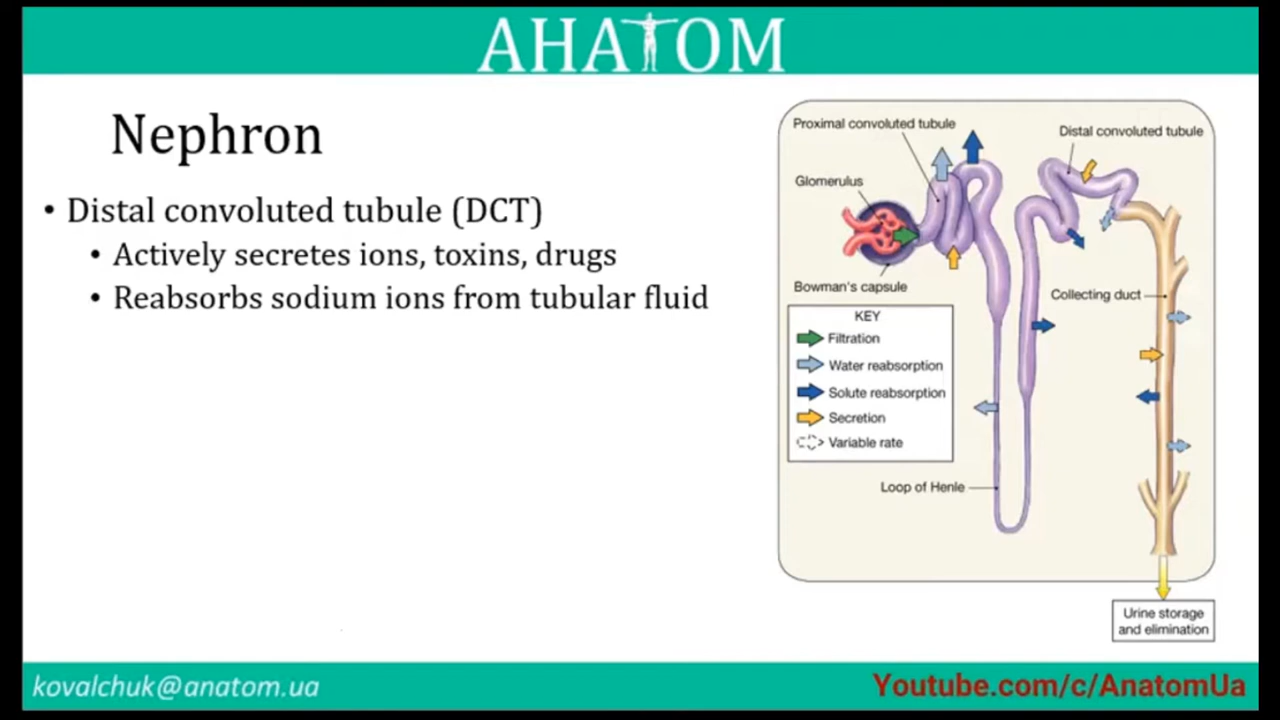 AHATOM
Nephron
• Distal convoluted tubule (DCT)
• Actively secretes ions, toxins, drugs
• Reabsorbs sodium ions from tubular fluid
Proximal convoluted tubule
Distal convoluted tubule
Glomerulus
Bowman's capsule
Collecting duct
KEY
Filtration
Water reabsorption
Solute reabsorption
Secretion
Variable rate
Loop of Henle
Urine storage
and elimination
kovalchuk@anatom.ua
Youtube.com/c/AnatomUa